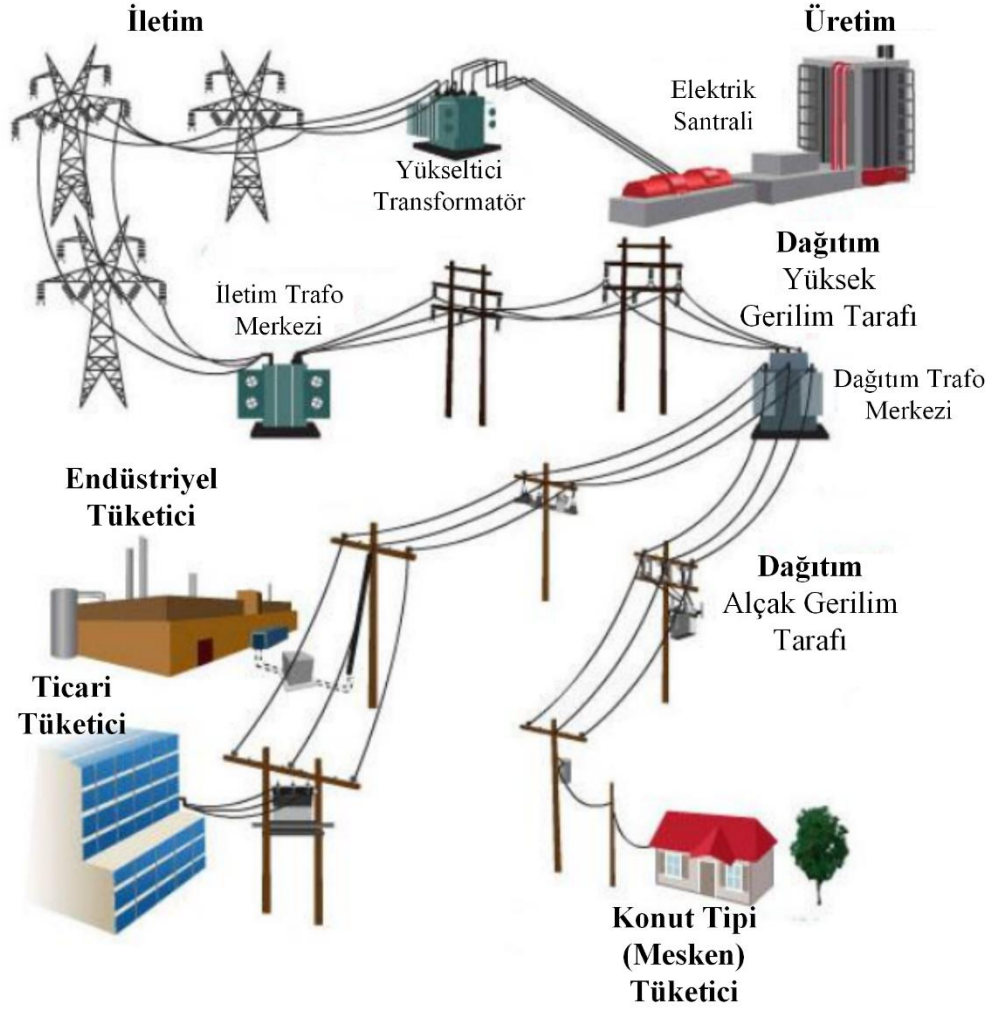 İletim
Üretim
Elektrik
Santrali
Yükseltici
Transformatör
Dağıtım
Yüksek
Gerilim Tarafı
İletim Trafo
Merkezi
Dağıtım Trafo
Merkezi
Endüstriyel
Tüketici
Dağıtım
Alçak Gerilim
Tarafı
Ticari
Tüketici
Konut Tipi
(Mesken)
Tüketici